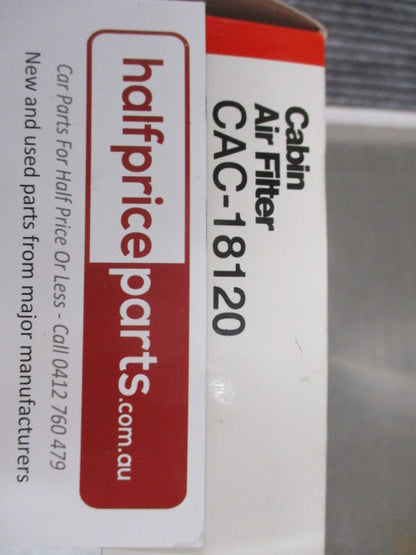 Cabin
Air Filter
CAC-18120
halfpriceparts.com.au
Car Parts For Half Price Or Less - Call 0412 760 479
New and used parts from major manufacturers